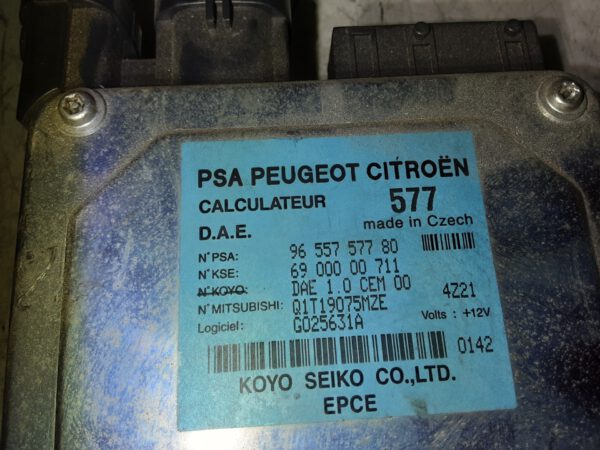 PSA PEUGEOT CITROËN
CALCULATEUR 577
D.A.E. made in Czech
N°PSA: 96 557 577 80
N°KSE: 69 000 00 711
N°KOYO: DAE 1.0 CEM 00 4Z21
N°MITSUBISHI: Q1T19075MZE
Logiciel: G025631A Volts : +12V
0142
KOYO SEIKO CO.,LTD.
EPCE